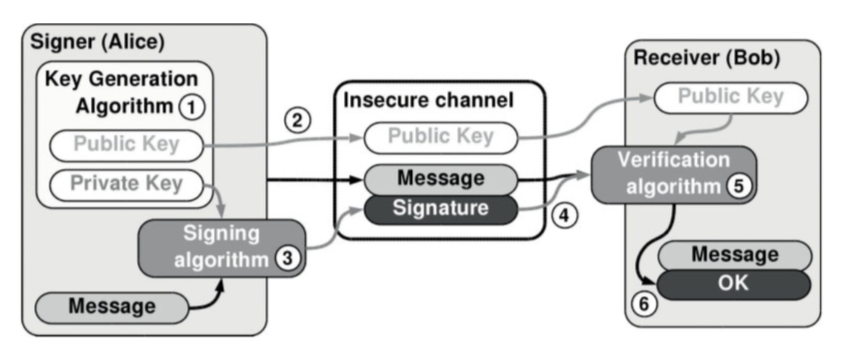 Signer (Alice)
Key Generation
Algorithm 1
Public Key
Private Key
Signing
algorithm 3
Message
2
Insecure channel
Public Key
Message
Signature
4
Receiver (Bob)
Public Key
Verification
algorithm 5
Message
OK
6